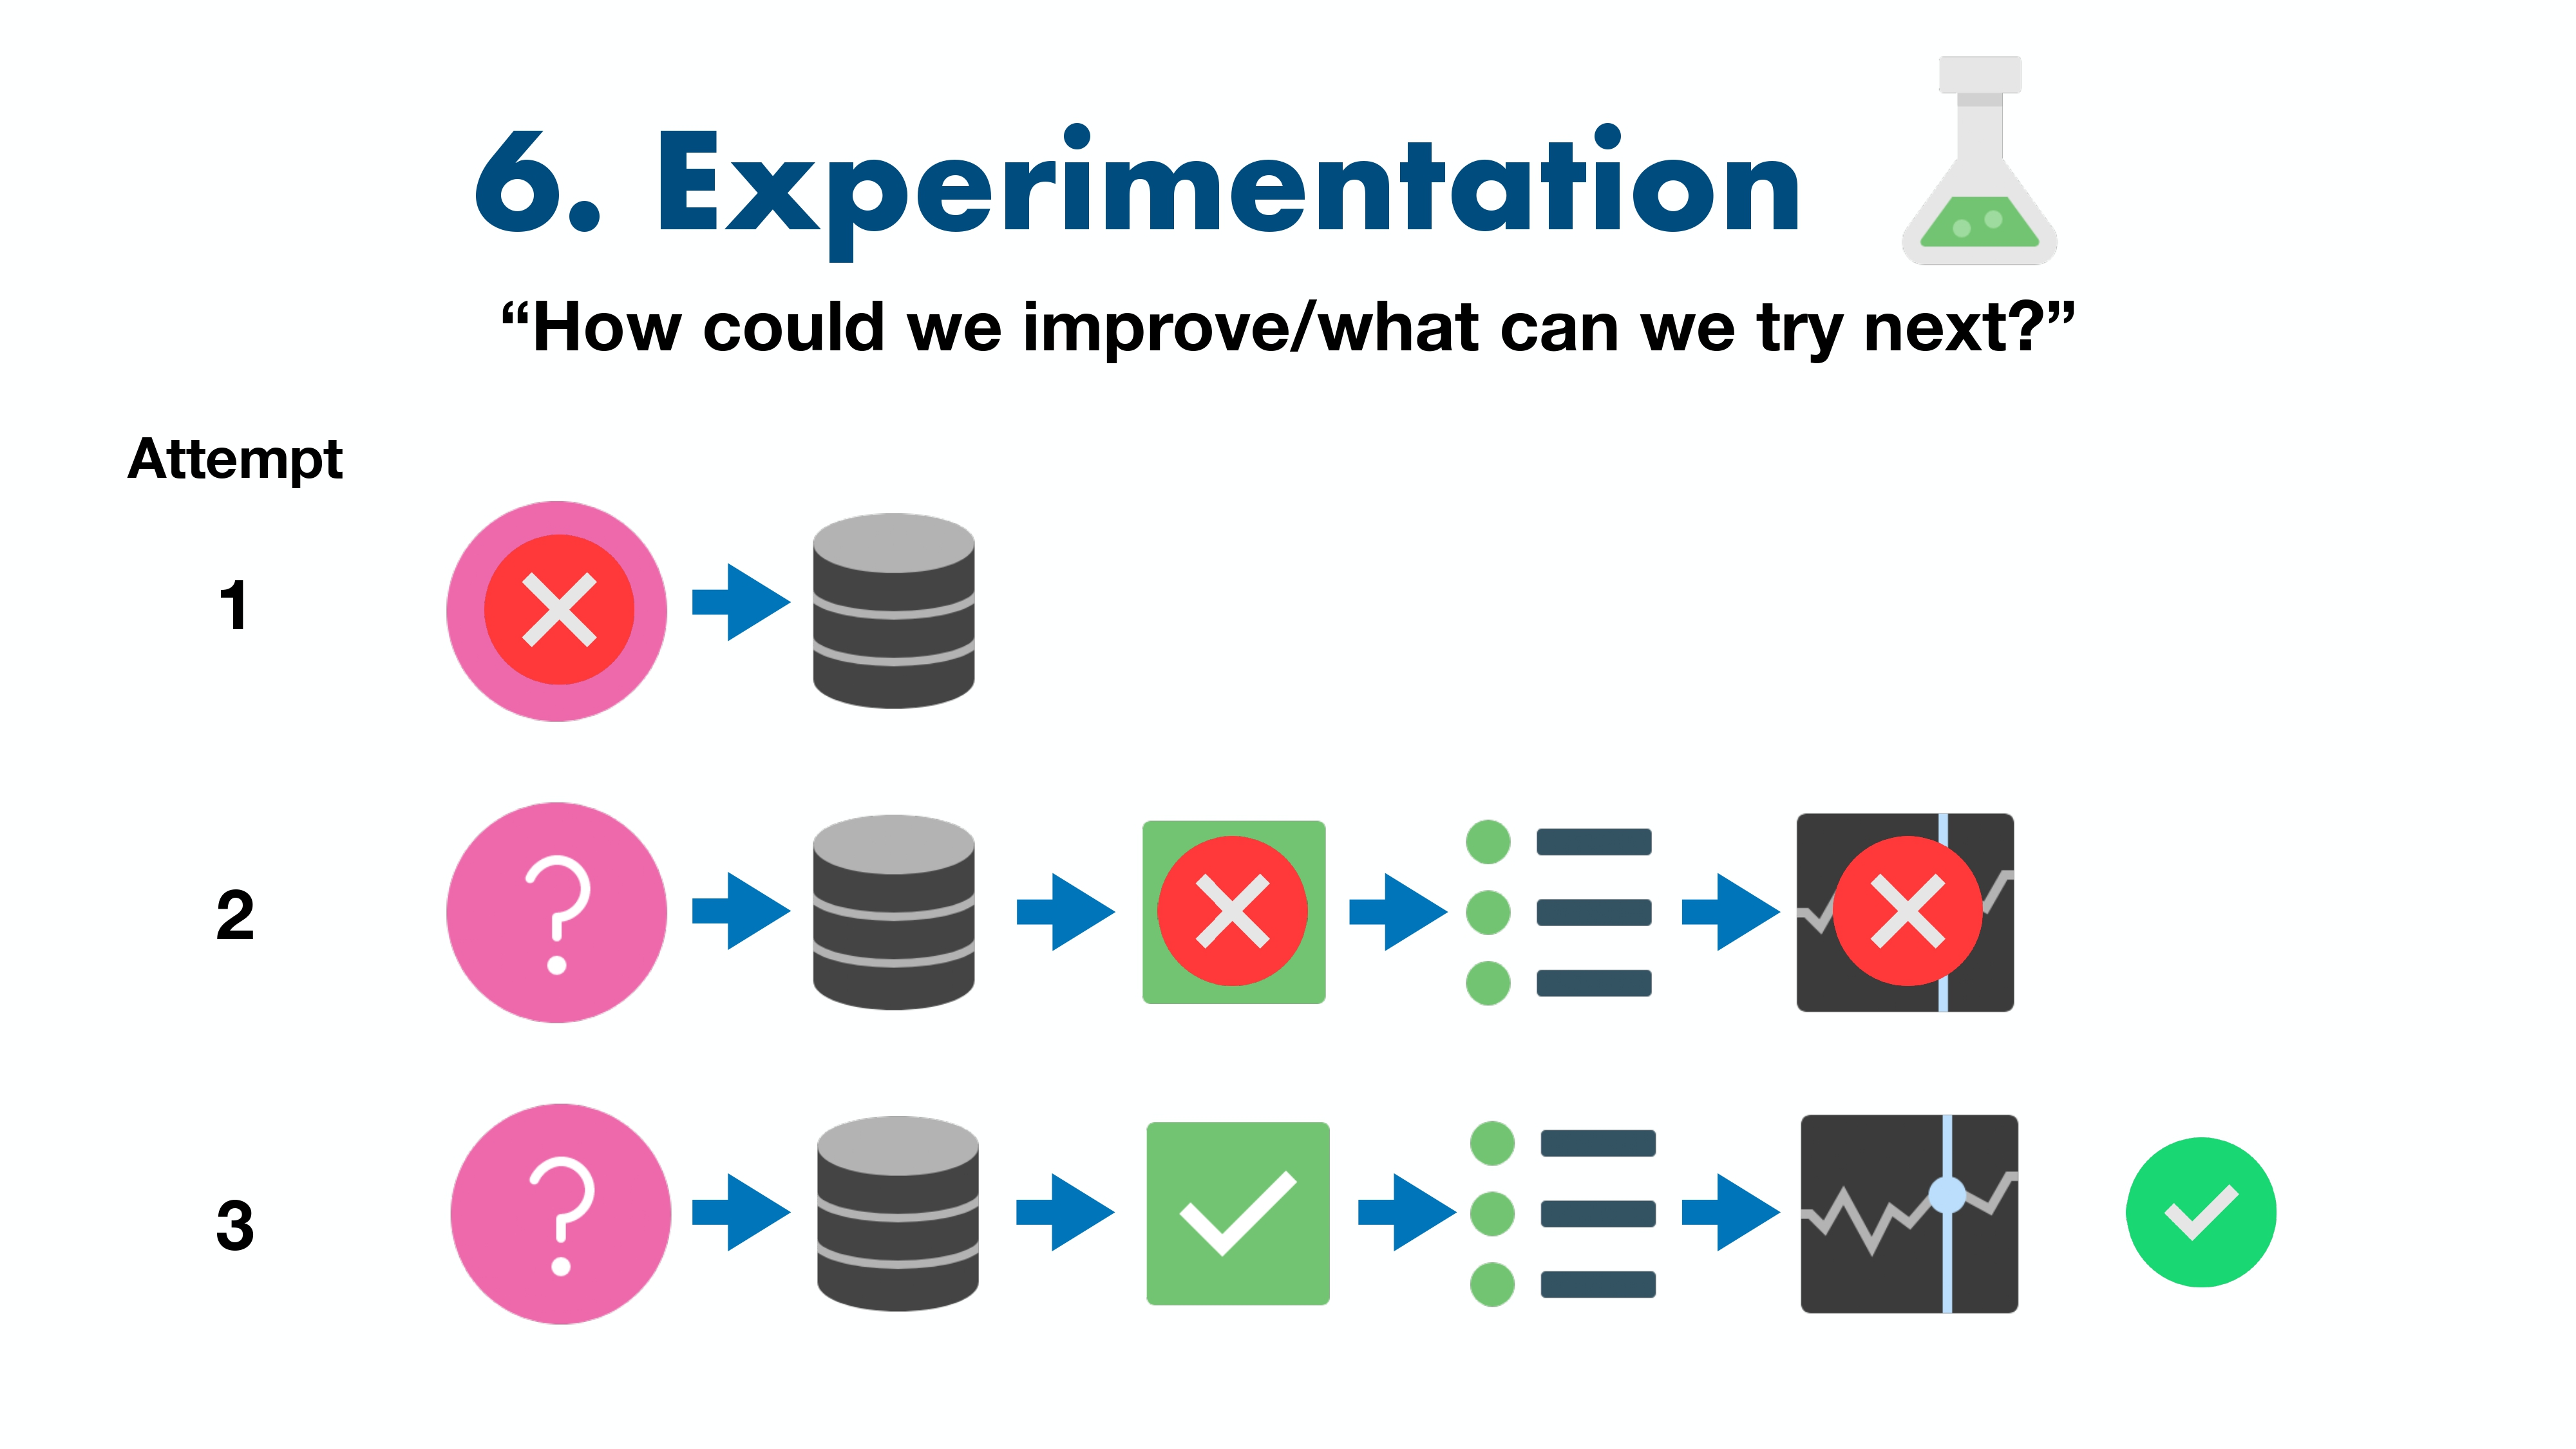 6. Experimentation
“How could we improve/what can we try next?”
Attempt
1
2
3